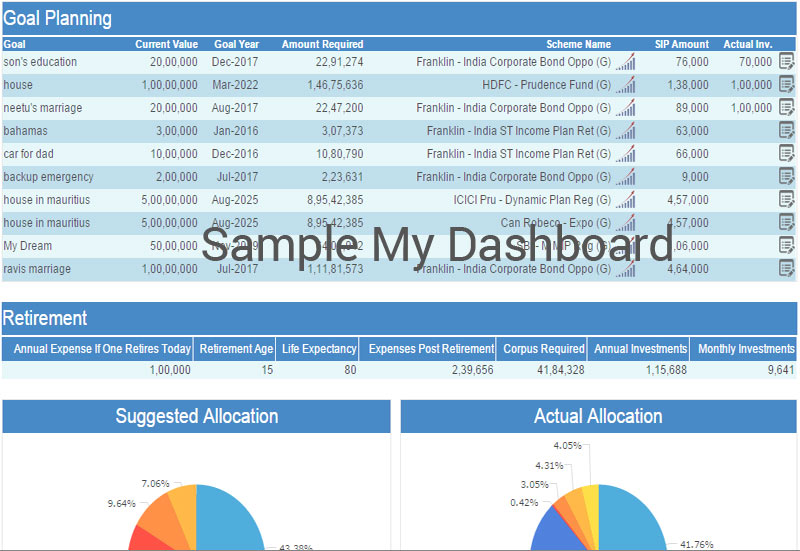 Goal Planning
Goal Current Value Goal Year Amount Required Scheme Name SIP Amount Actual Inv.
son's education 20,00,000 Dec-2017 22,91,274 Franklin - India Corporate Bond Oppo (G) 76,000 70,000
house 1,00,00,000 Mar-2022 1,46,75,636 HDFC - Prudence Fund (G) 1,38,000 1,00,000
neetu's marriage 20,00,000 Aug-2017 22,47,200 Franklin - India Corporate Bond Oppo (G) 89,000 1,00,000
bahamas 3,00,000 Jan-2016 3,07,373 Franklin - India ST Income Plan Ret (G) 63,000
car for dad 10,00,000 Dec-2016 10,80,790 Franklin - India ST Income Plan Ret (G) 66,000
backup emergency 2,00,000 Jul-2017 2,23,631 Franklin - India Corporate Bond Oppo (G) 9,000
house in mauritius 5,00,00,000 Aug-2025 8,95,42,385 ICICI Pru - Dynamic Plan Reg (G) 4,57,000
house in mauritius 5,00,00,000 Aug-2025 8,95,42,385 Can Robeco - Expo (G) 4,57,000
Sample My Dashboard
My Dream 50,00,000 (G)
ravis marriage 1,00,00,000 Jul-2017 1,11,81,573 Franklin - India Corporate Bond Oppo (G) 4,64,000
Retirement
Annual Expense If One Retires Today Retirement Age Life Expectancy Expenses Post Retirement Corpus Required Annual Investments Monthly Investments
1,00,000 15 80 2,39,656 41,84,328 1,15,688 9,641
Suggested Allocation Actual Allocation
7.06%
9.64%
43.38%
4.05%
4.31%
3.05%
0.42%
41.76%